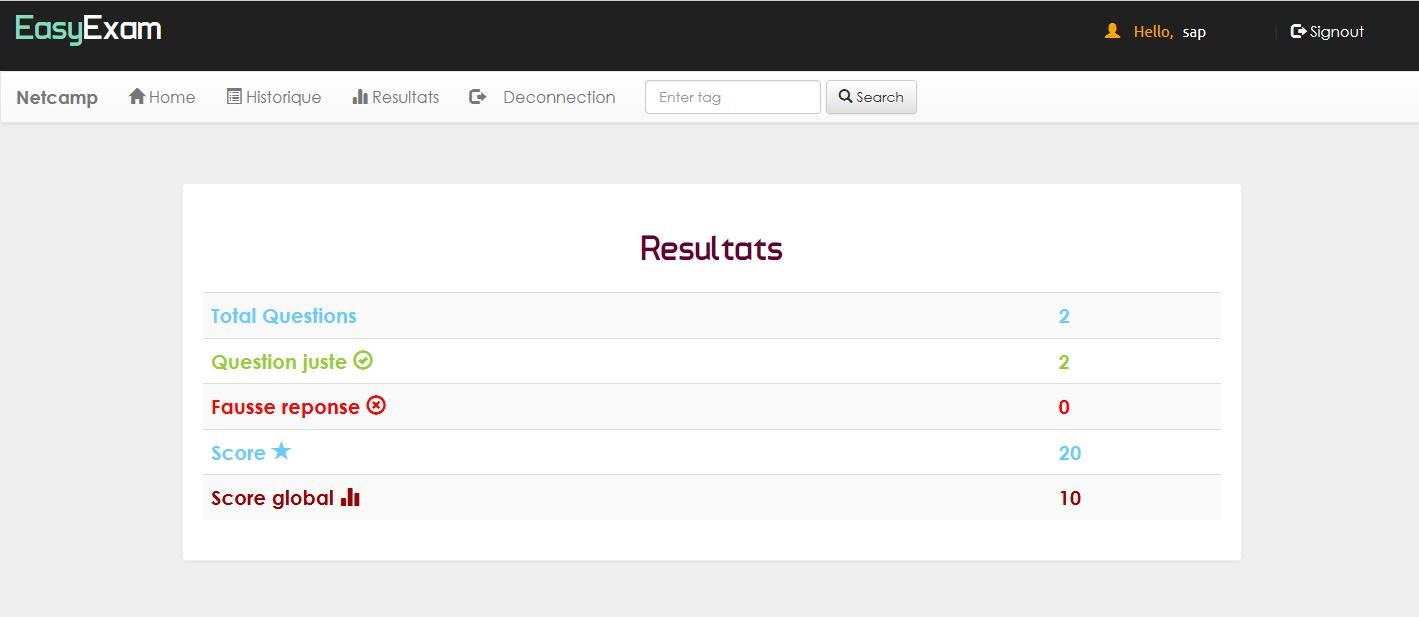 EasyExam
Hello, sap
Signout
Netcamp Home Historique Resultats Deconnection Enter tag Search
Resultats
Total Questions 2
Question juste 2
Fausse reponse 0
Score 20
Score global 10